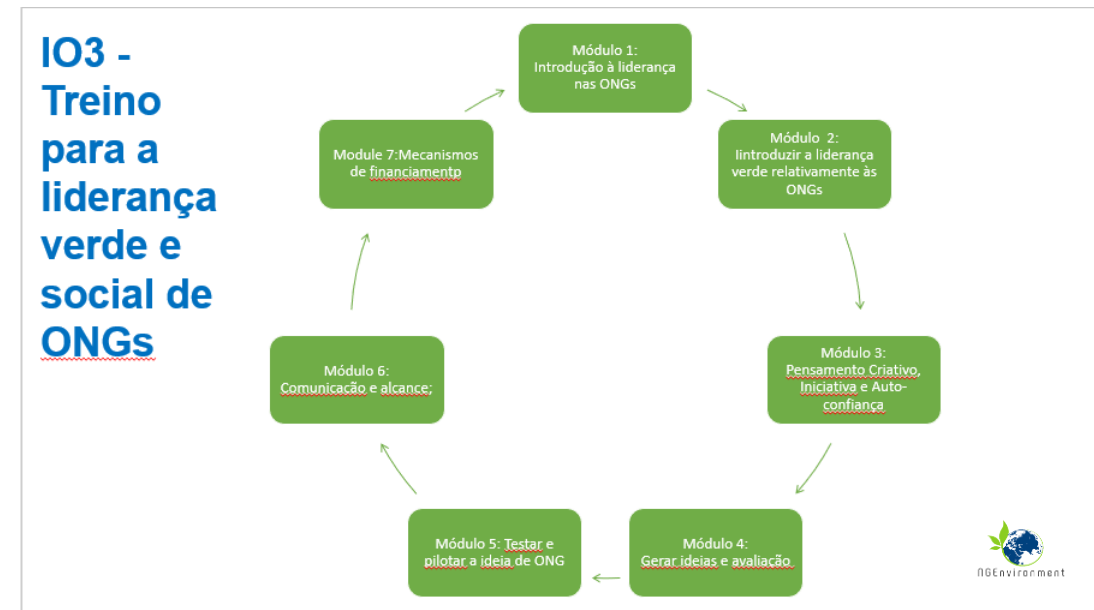 IO3 -
Treino
para a
liderança
verde e
social de
ONGs
Módulo 1:
Introdução à liderança
nas ONGs
Módulo  2:
Iintroduzir a liderança
verde relativamente às
ONGs
Módulo 3:
Pensamento Criativo,
Iniciativa e Auto-
confiança
Módulo 4:
Gerar ideias e avaliação
Módulo 5: Testar e
pilotar a ideia de ONG
Módulo 6:
Comunicação e alcance;
Module 7:Mecanismos
de financiamentp
NGEnvironment